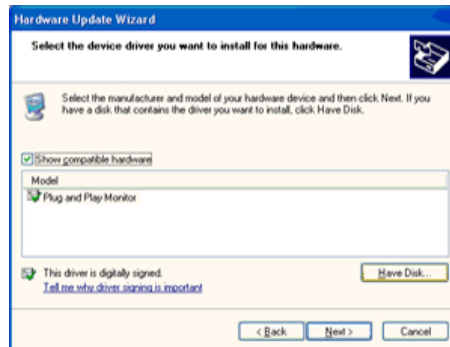 Hardware Update Wizard
Select the device driver you want to install for this hardware.
Select the manufacturer and model of your hardware device and then click Next. If you
have a disk that contains the driver you want to install, click Have Disk.
Show compatible hardware
Model
Plug and Play Monitor
This driver is digitally signed.
Have Disk...
Tell me why driver signing is important
< Back
Next >
Cancel